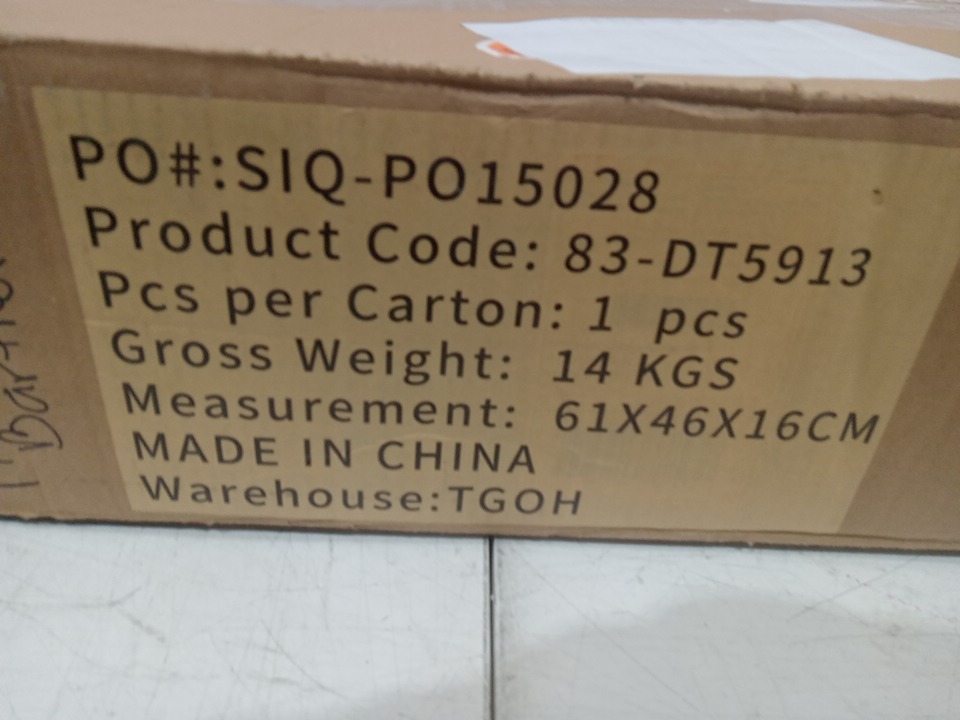 PO#:SIQ-PO15028
Product Code: 83-DT5913
Pcs per Carton: 1 pcs
Gross Weight: 14 KGS
Measurement: 61X46X16CM
MADE IN CHINA
Warehouse:TGOH